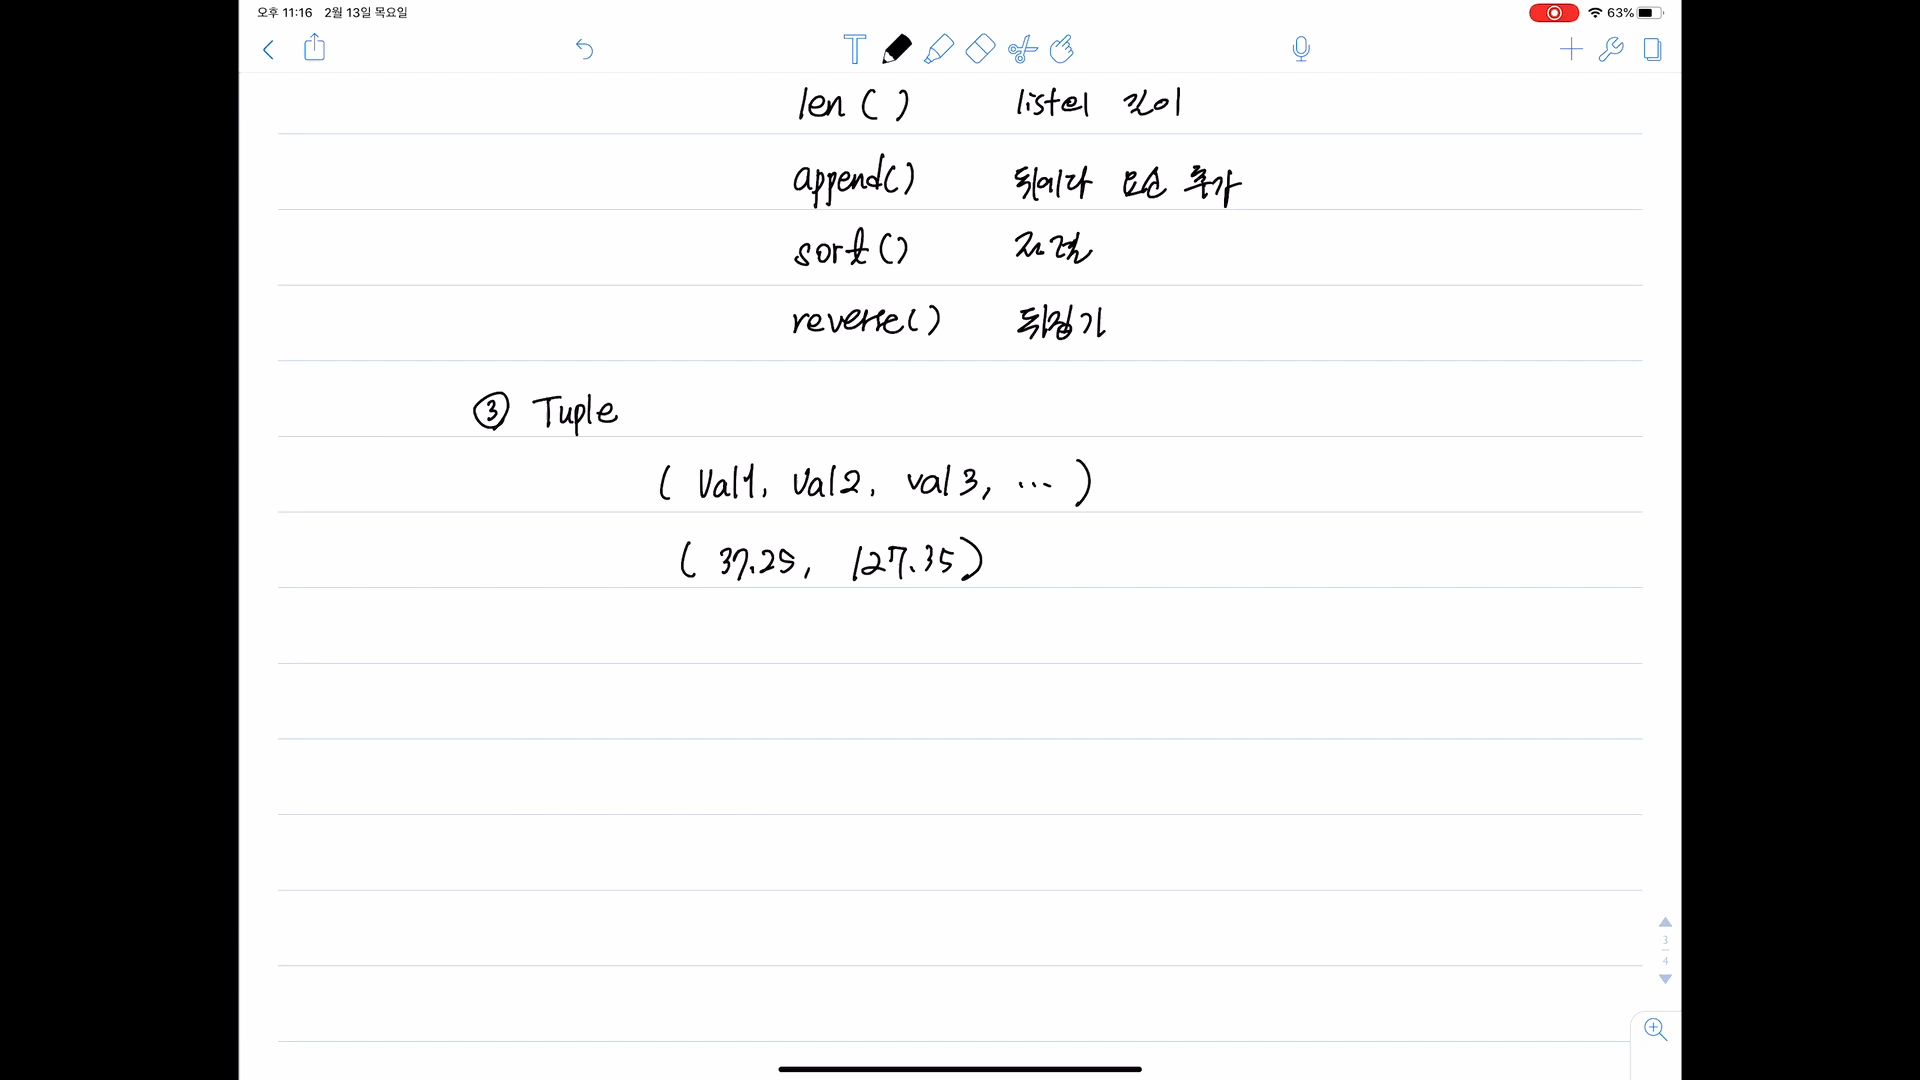 오후 11:16 2월 13일 목요일
63%
len ( ) list의 길이
append( ) 뒤에다 요소 추가
sort ( ) 정렬
reverse( ) 뒤집기
③ Tuple
( Val1, Val2, val3, ... )
( 37.25, 127.35)
3
4